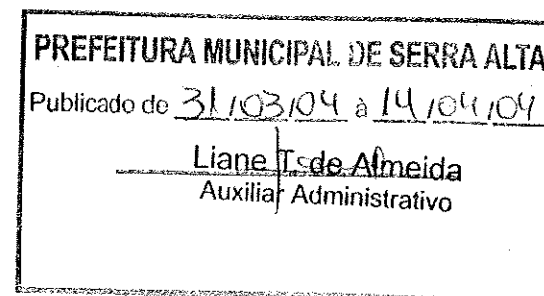 PREFEITURA MUNICIPAL DE SERRA ALTA
Publicado de 31/03/04 à 14/04/04
Liane T. de Almeida
Auxiliar Administrativo